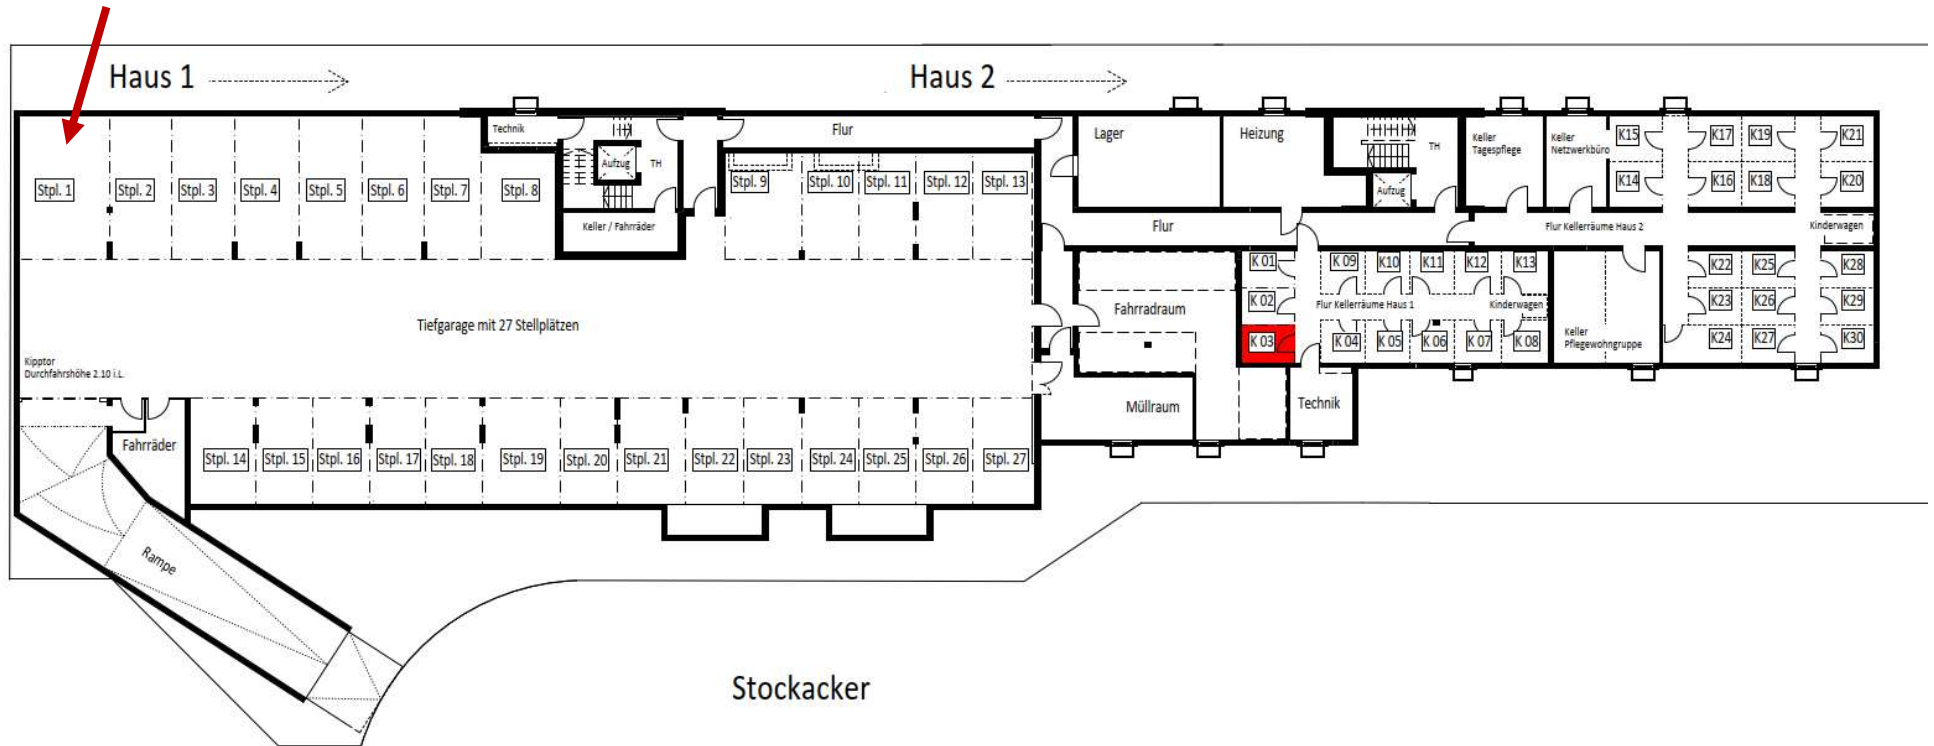 Haus 1
Haus 2
Technik
Aufzug
TH
Flur
Lager
Heizung
TH
Aufzug
Keller
Tagespflege
Keller
Netzwerkbüro
K15
K17
K19
K21
K14
K16
K18
K20
Stpl. 1
Stpl. 2
Stpl. 3
Stpl. 4
Stpl. 5
Stpl. 6
Stpl. 7
Stpl. 8
Stpl. 9
Stpl. 10
Stpl. 11
Stpl. 12
Stpl. 13
Keller / Fahrräder
Flur
Flur Kellerräume Haus 2
Kinderwagen
K 01
K 09
K10
K11
K12
K13
K22
K25
K28
K 02
Flur Kellerräume Haus 1
Kinderwagen
K23
K26
K29
K 03
K 04
K 05
K 06
K 07
K 08
Keller
Pflegewohngruppe
K24
K27
K30
Tiefgarage mit 27 Stellplätzen
Fahrradraum
Kipptor
Durchfahrshöhe 2.10 i.L.
Müllraum
Technik
Fahrräder
Stpl. 14
Stpl. 15
Stpl. 16
Stpl. 17
Stpl. 18
Stpl. 19
Stpl. 20
Stpl. 21
Stpl. 22
Stpl. 23
Stpl. 24
Stpl. 25
Stpl. 26
Stpl. 27
Rampe
Stockacker